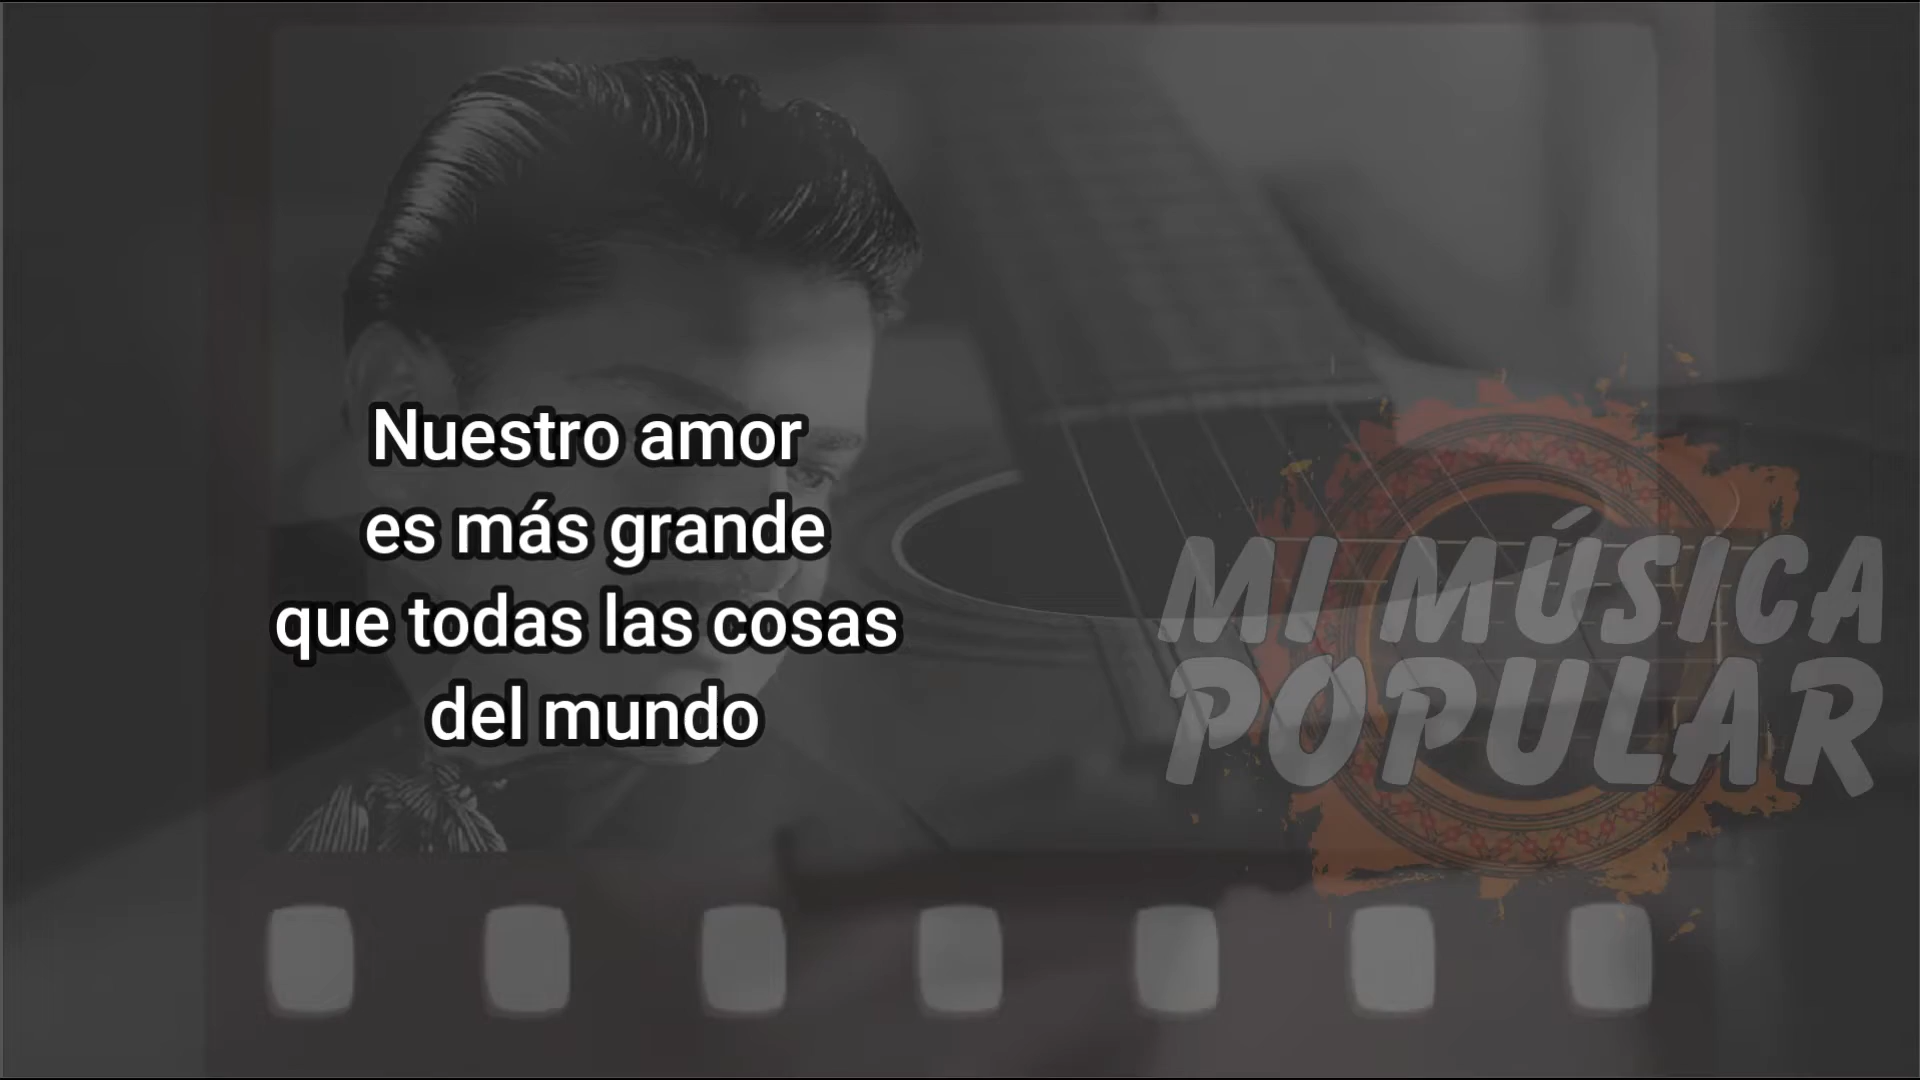 Nuestro amor
es más grande
que todas las cosas
del mundo
MI MÚSICA
POPULAR